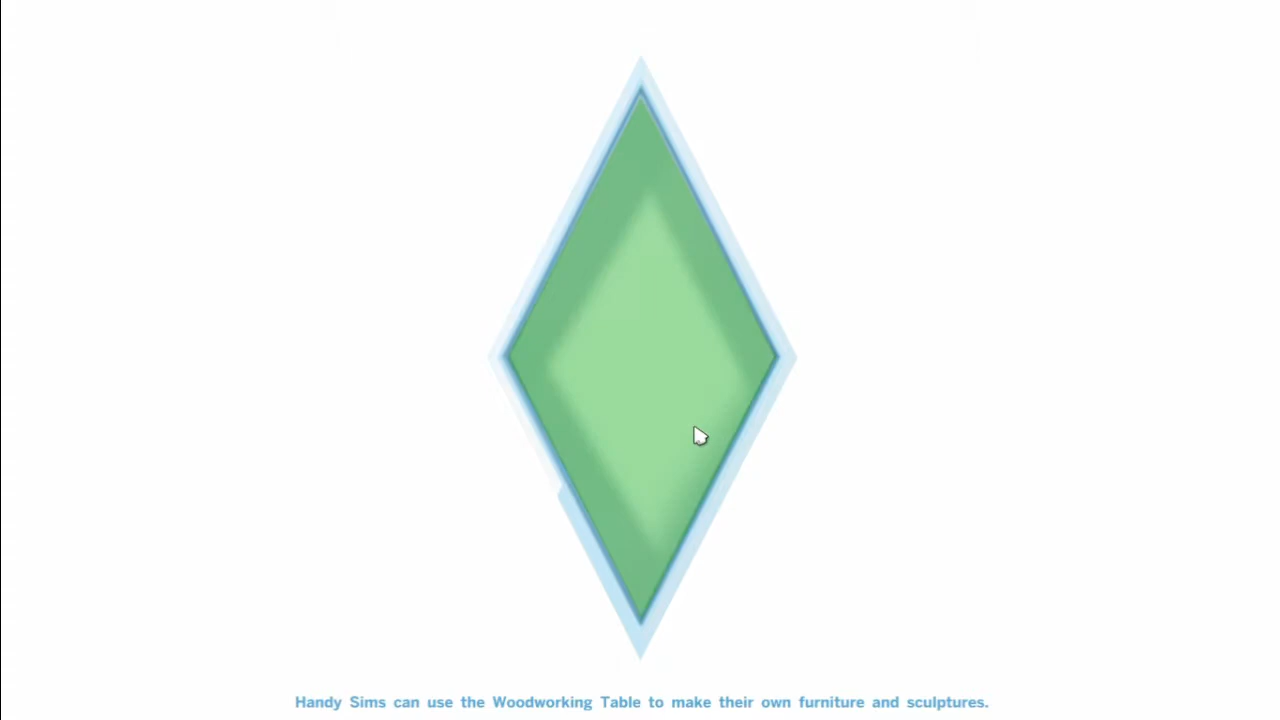 Handy Sims can use the Woodworking Table to make their own furniture and sculptures.